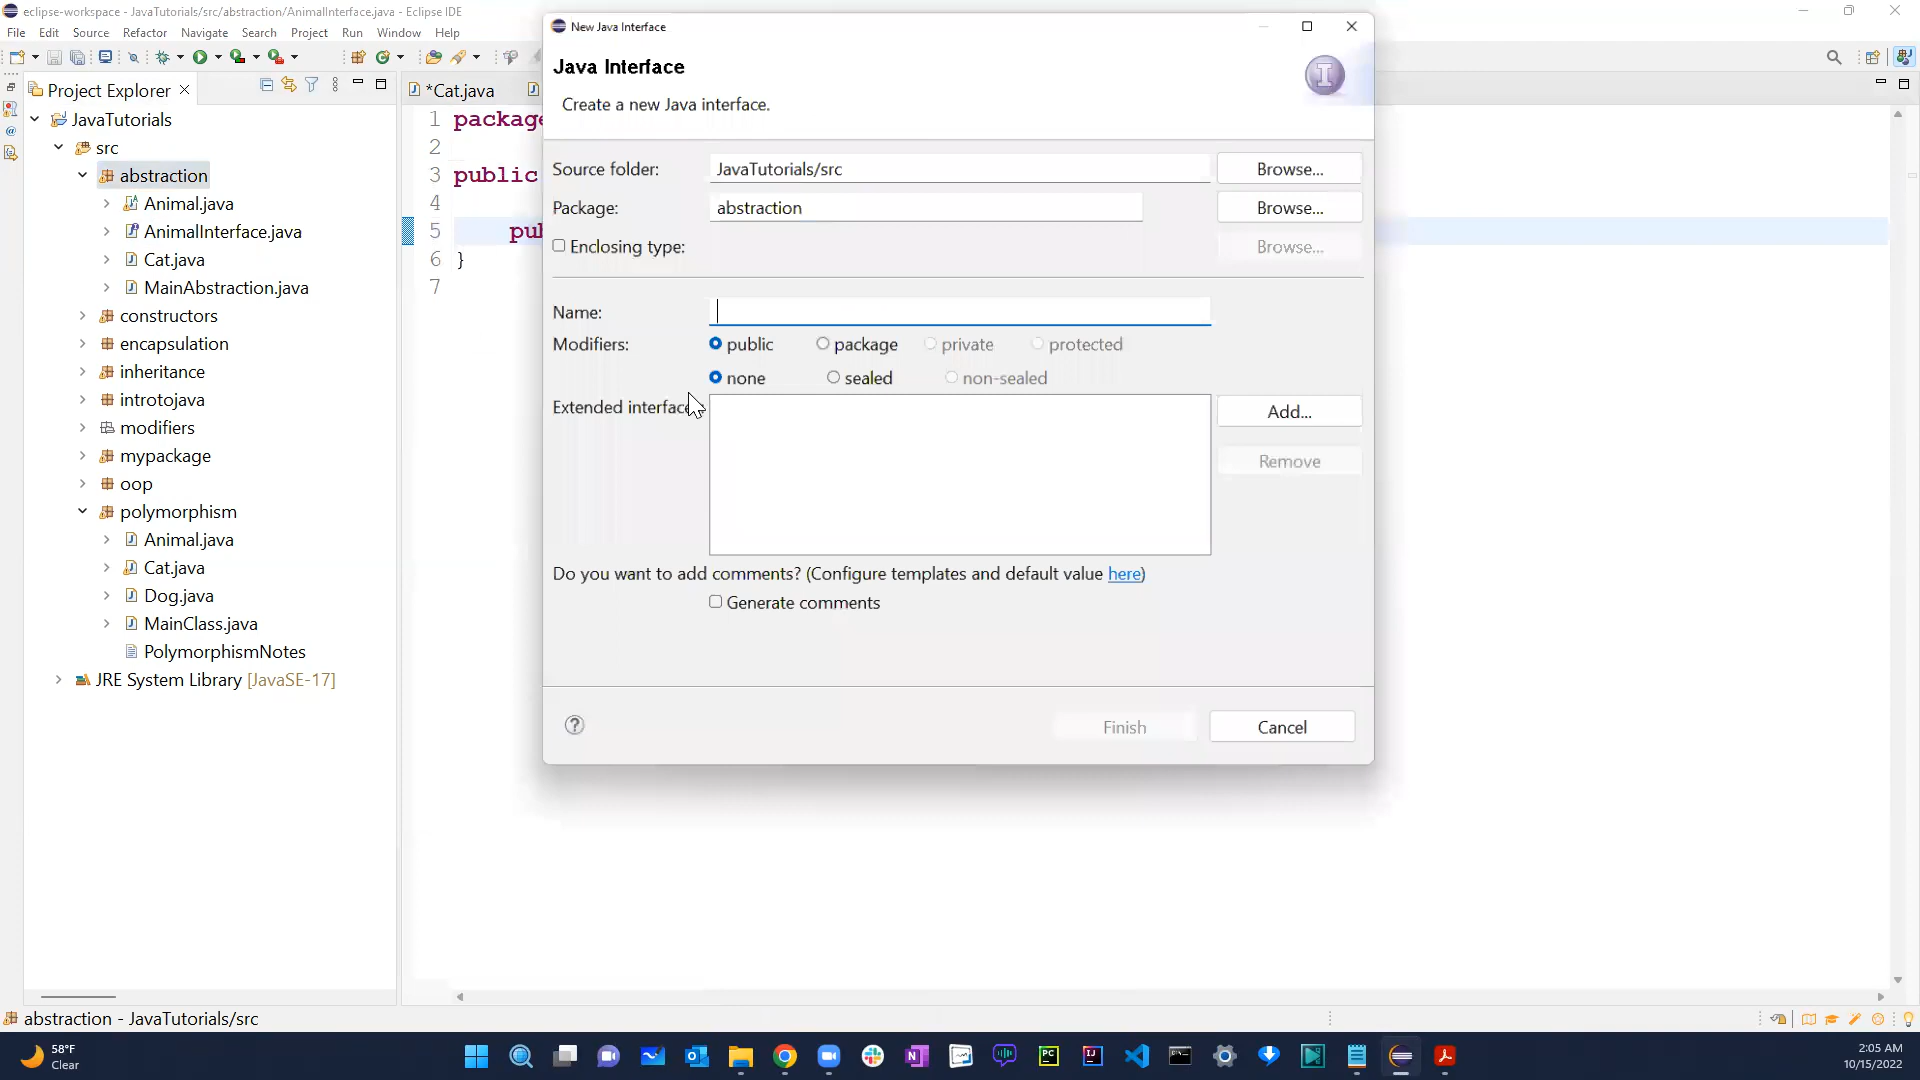 eclipse-workspace - JavaTutorials/src/abstraction/AnimalInterface.java - Eclipse IDE
File Edit Source Refactor Navigate Search Project Run Window Help
Project Explorer
JavaTutorials
src
abstraction
Animal.java
AnimalInterface.java
Cat.java
MainAbstraction.java
constructors
encapsulation
inheritance
introtojava
modifiers
mypackage
oop
polymorphism
Animal.java
Cat.java
Dog.java
MainClass.java
PolymorphismNotes
JRE System Library [JavaSE-17]
*Cat.java
1 package
2
3 public
4
5 pub
6 }
7
New Java Interface
Java Interface
Create a new Java interface.
Source folder: JavaTutorials/src Browse...
Package: abstraction Browse...
Enclosing type: Browse...
Name:
Modifiers: public package private protected
none sealed non-sealed
Extended interface Add...
Remove
Do you want to add comments? (Configure templates and default value here)
Generate comments
Finish Cancel
abstraction - JavaTutorials/src
58°F
Clear
2:05 AM
10/15/2022